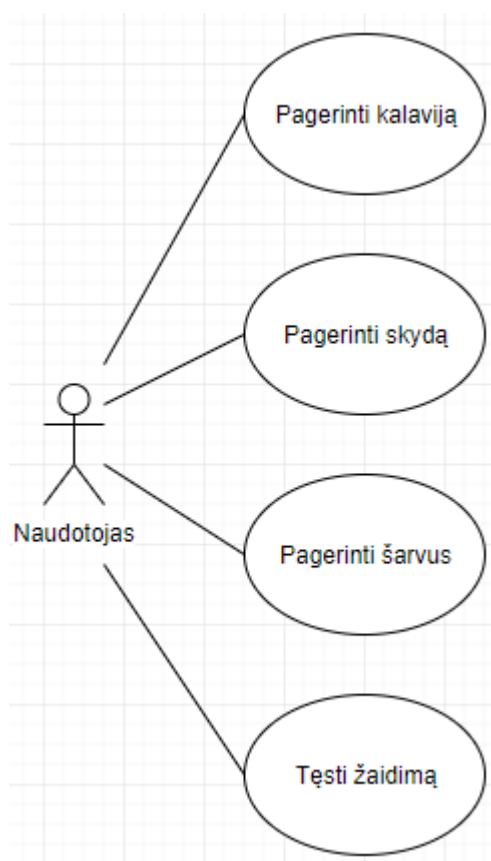 Pagerinti kalaviją
Pagerinti skydą
Naudotojas
Pagerinti šarvus
Tęsti žaidimą